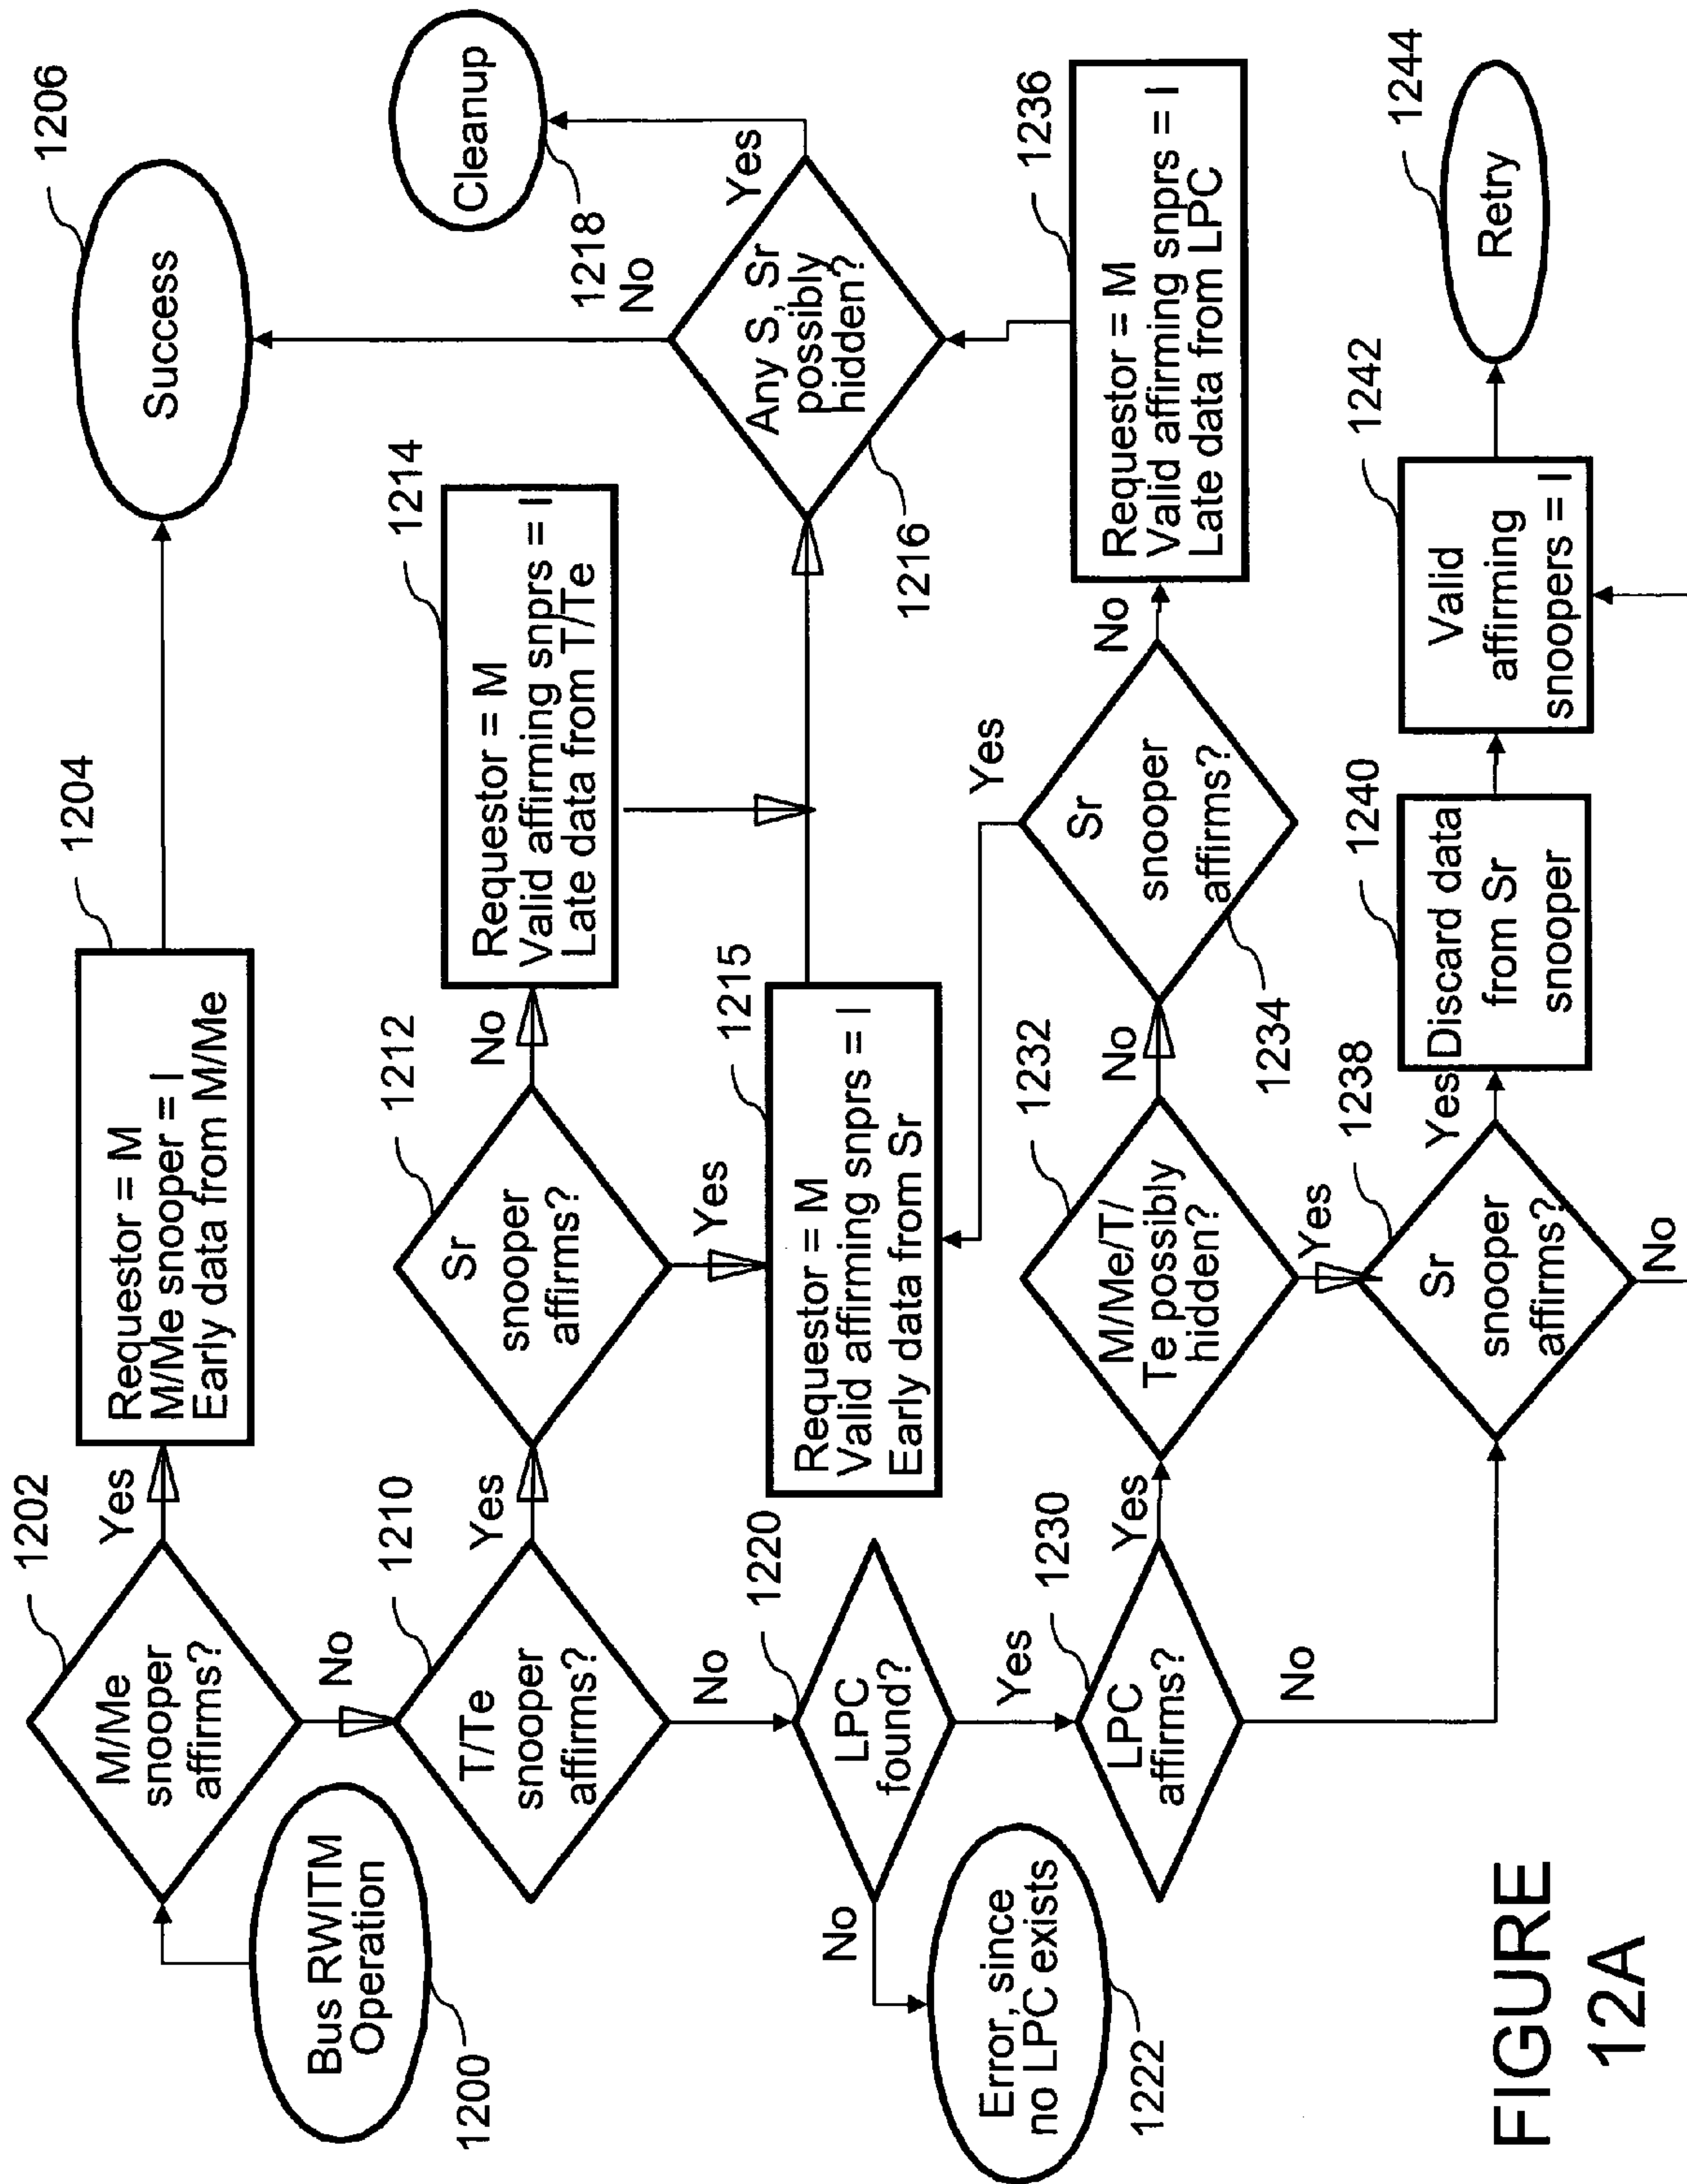 Bus RWITM
Operation
1200
M/Me
snooper
affirms?
1202
Yes
No
Requestor = M
M/Me snooper = I
Early data from M/Me
1204
Success
1206
T/Te
snooper
affirms?
1210
Yes
No
Sr
snooper
affirms?
1212
No
Yes
Requestor = M
Valid affirming snprs = I
Late data from T/Te
1214
Requestor = M
Valid affirming snprs = I
Early data from Sr
1215
Any S, Sr
possibly
hidden?
1216
No
Yes
Cleanup
1218
LPC
found?
1220
No
Yes
Error, since
no LPC exists
1222
LPC
affirms?
1230
Yes
No
M/Me/T/
Te possibly
hidden?
1232
No
Yes
Sr
snooper
affirms?
1234
Yes
No
Requestor = M
Valid affirming snprs = I
Late data from LPC
1236
Sr
snooper
affirms?
1238
Yes
No
Discard data
from Sr
snooper
1240
Valid
affirming
snoopers = I
1242
Retry
1244
FIGURE
12A